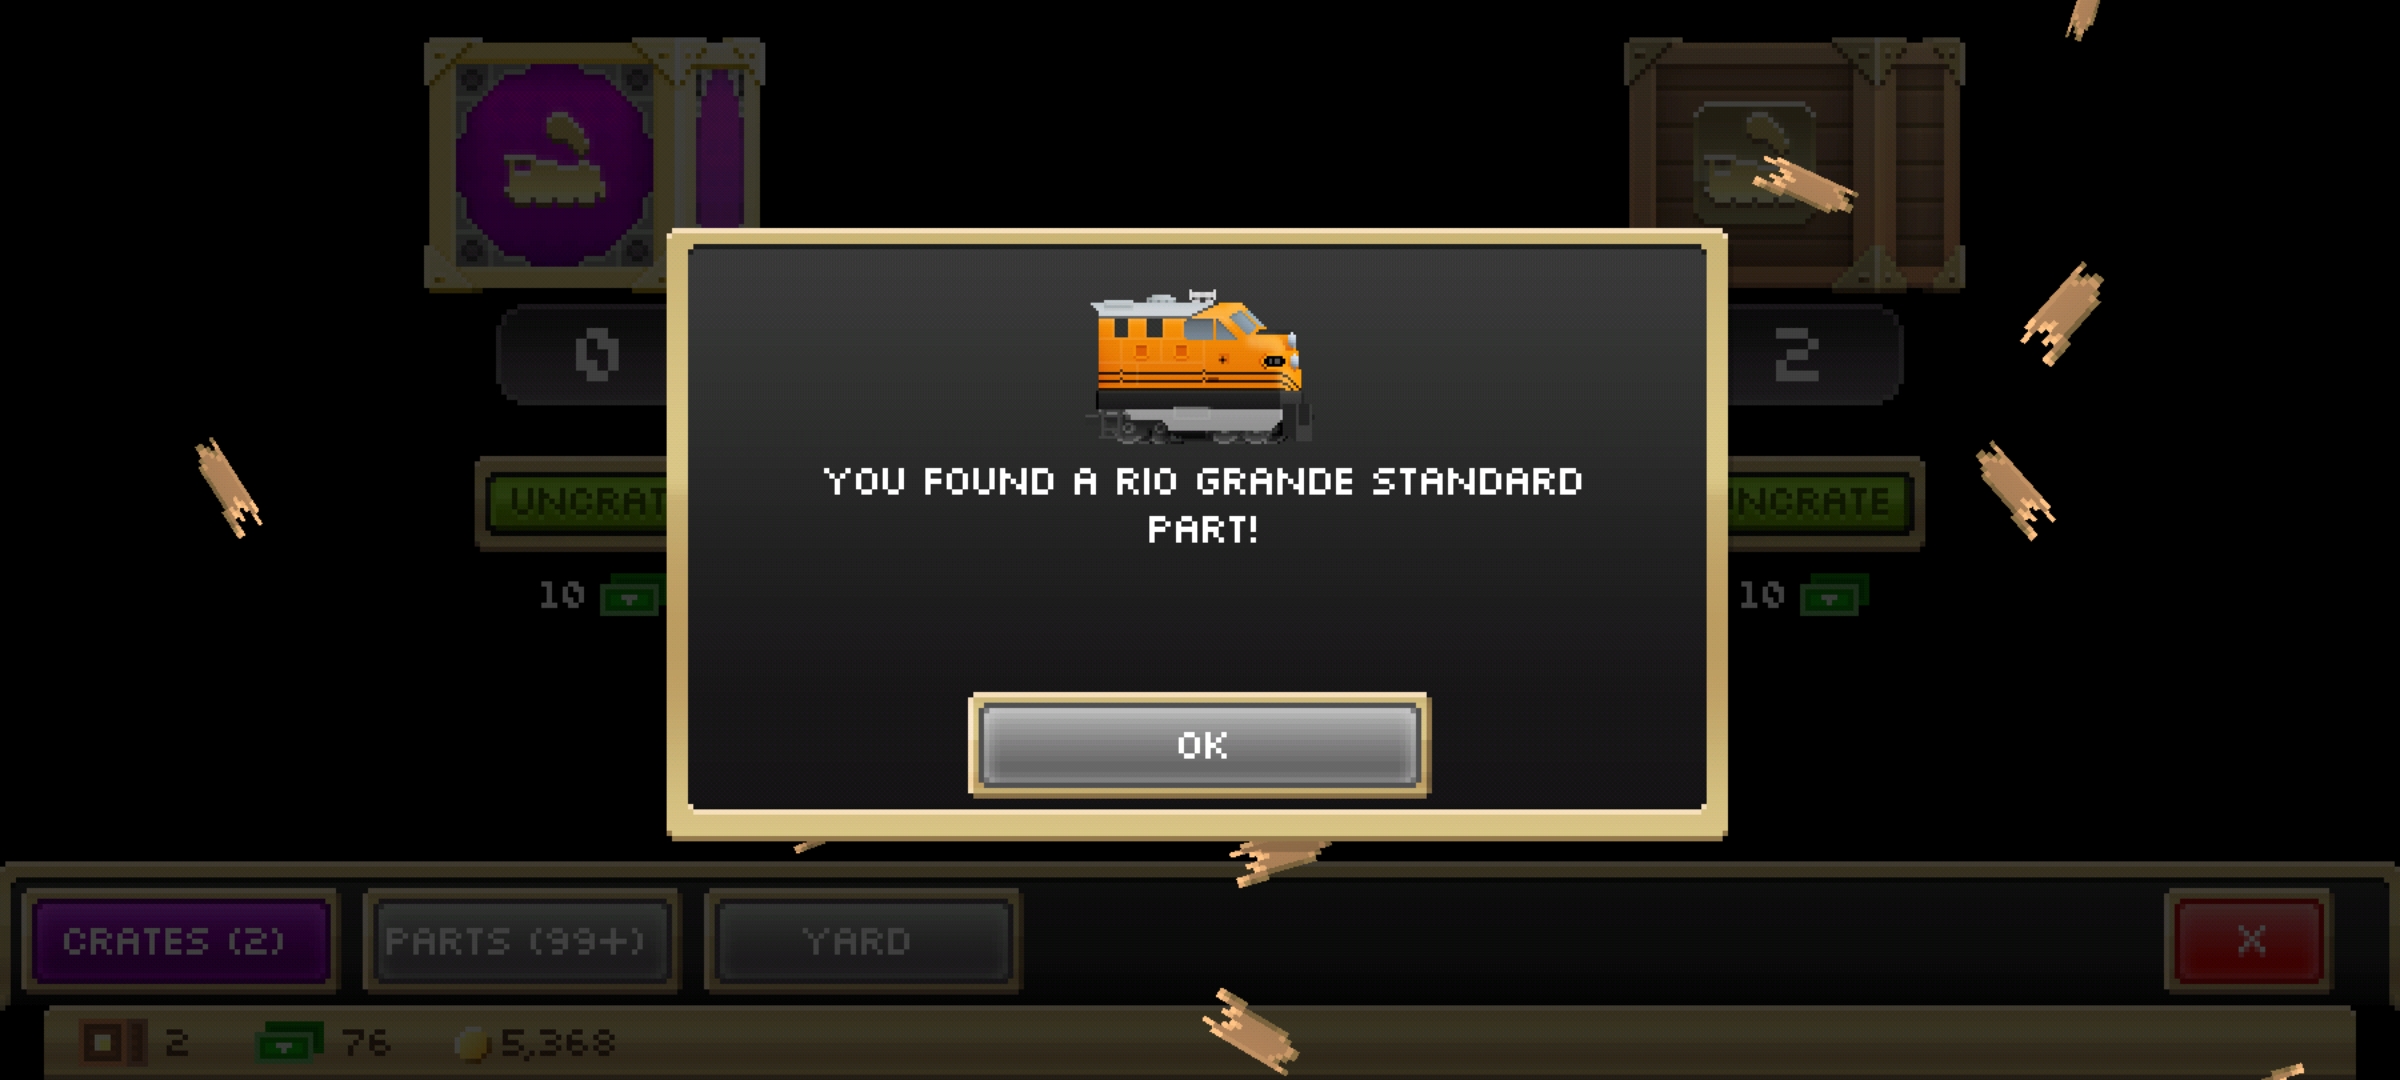 0
2
YOU FOUND A RIO GRANDE STANDARD
PART!
UNCRAT
NCRATE
10
10
OK
CRATES (2)
PARTS (99+)
YARD
X
2
76
5,368